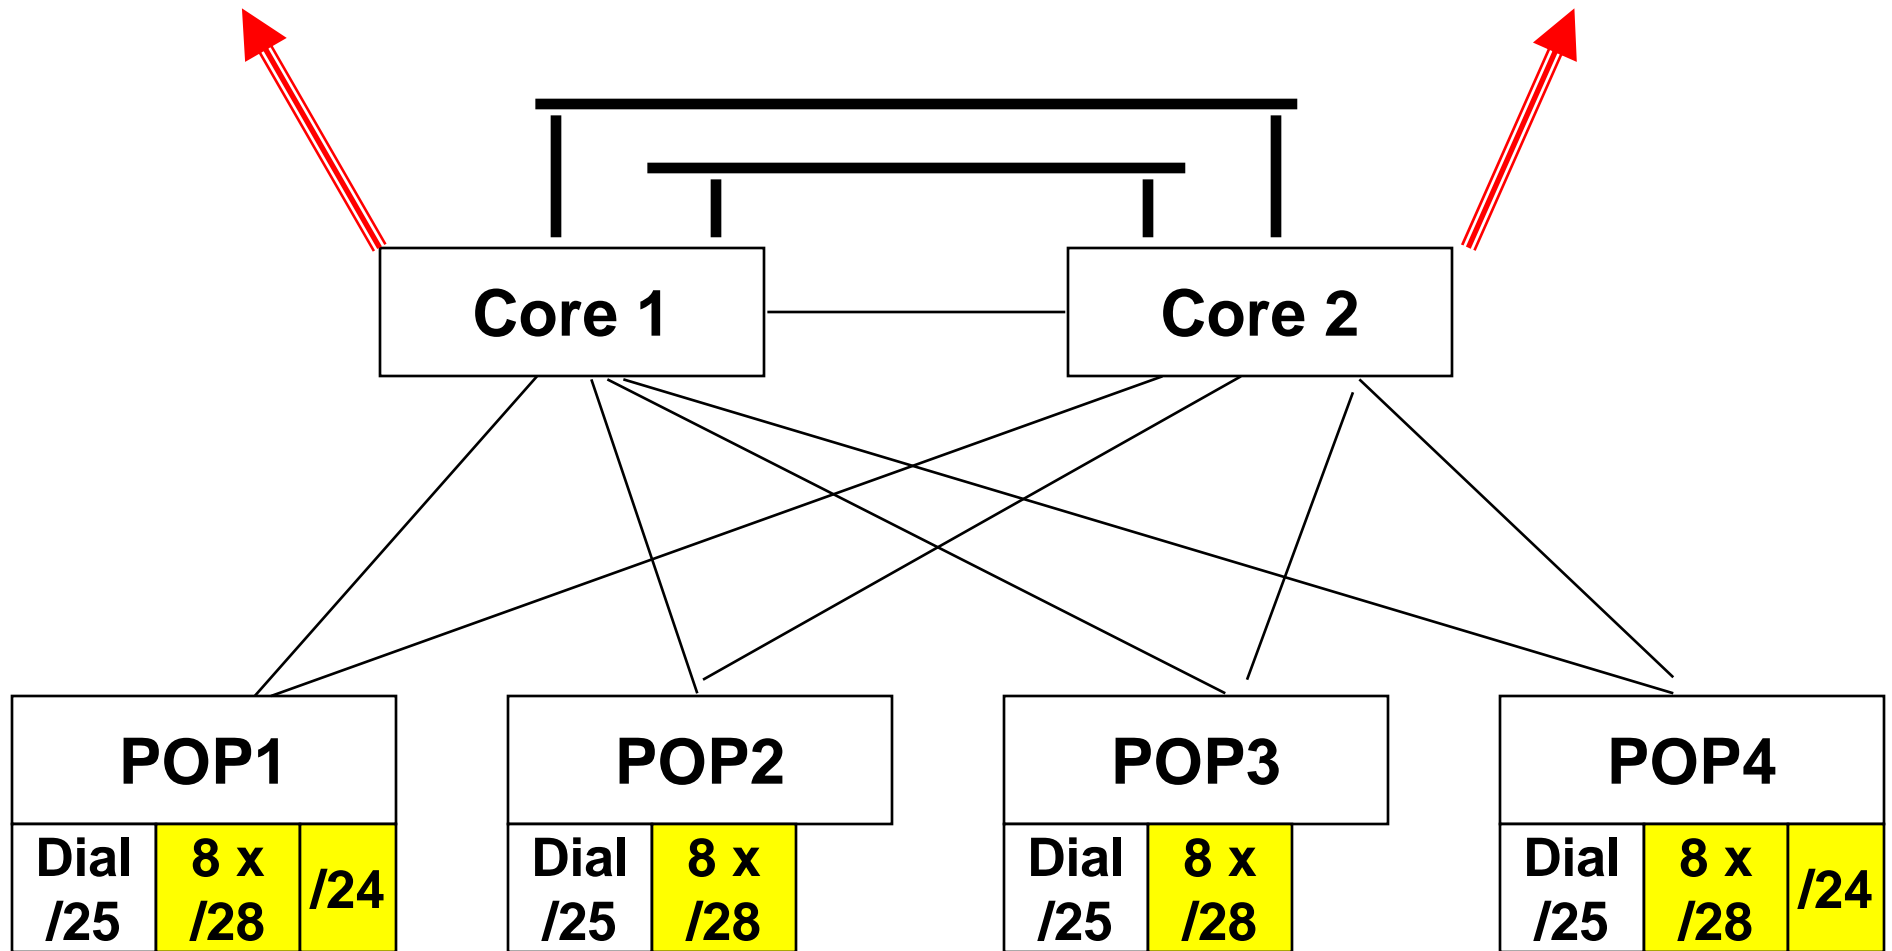 Core 1
Core 2
POP1
POP2
POP3
POP4
Dial
/25
8 x
/28
/24
Dial
/25
8 x
/28
Dial
/25
8 x
/28
Dial
/25
8 x
/28
/24